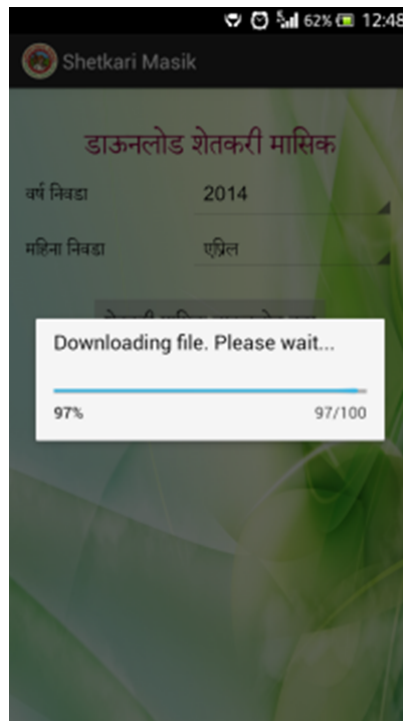 62% 12:48
Shetkari Masik
डाऊनलोड शेतकरी मासिक
वर्ष निवडा 2014
महिना निवडा एप्रिल
Downloading file. Please wait...
97% 97/100